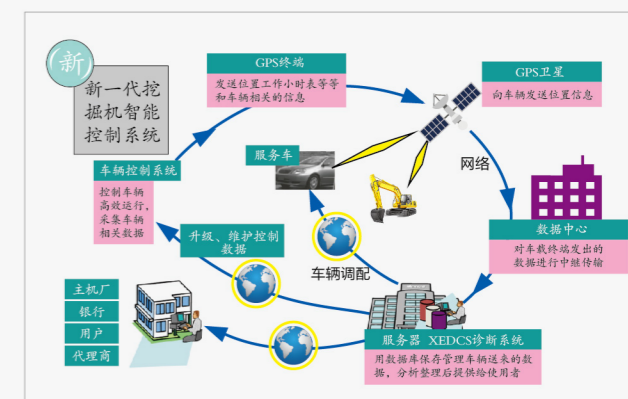 新
新一代挖
掘机智能
控制系统
GPS终端
发送位置工作小时表等等
和车辆相关的信息
GPS卫星
向车辆发送位置信息
服务车
网络
车辆控制系统
控制车辆
高效运行,
采集车辆
相关数据
数据中心
对车载终端发出的
数据进行中继传输
升级、维护控制
数据
车辆调配
主机厂
银行
用户
代理商
服务器 XEDCS诊断系统
用数据库保存管理车辆送来的数
据，分析整理后提供给使用者